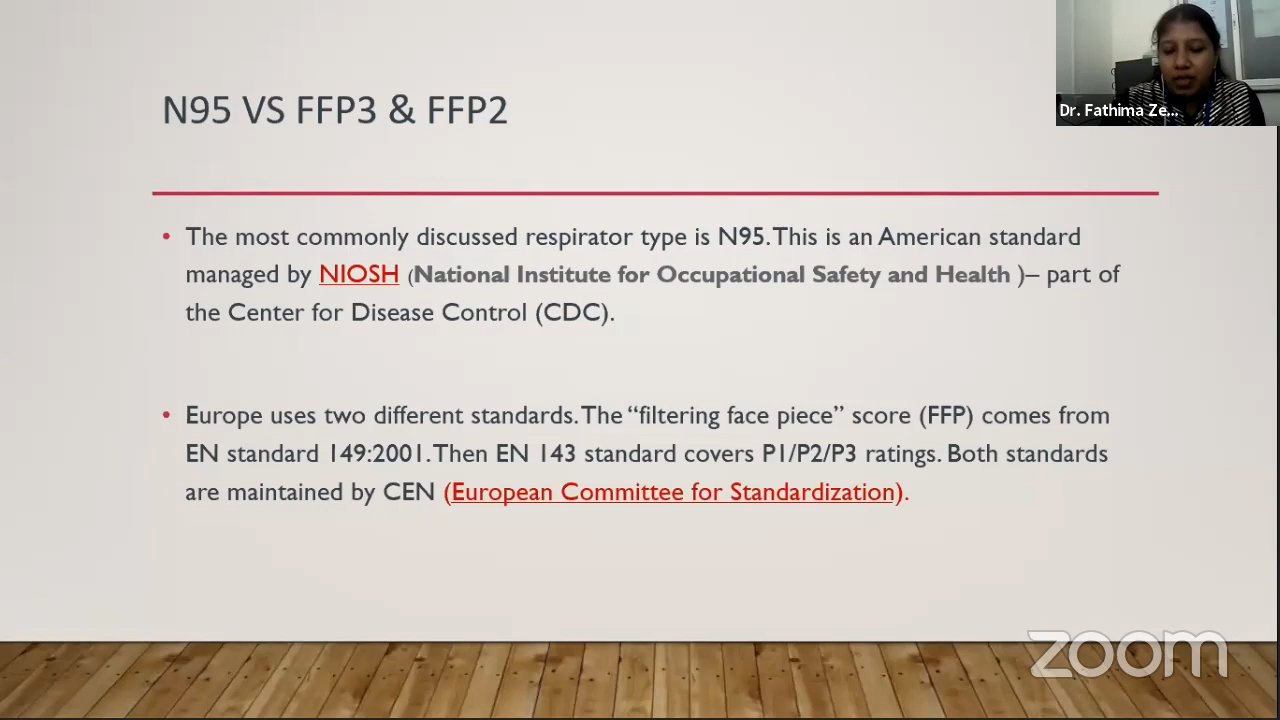 Dr. Fathima Ze...
N95 VS FFP3 & FFP2
• The most commonly discussed respirator type is N95. This is an American standard
managed by NIOSH (National Institute for Occupational Safety and Health )– part of
the Center for Disease Control (CDC).
• Europe uses two different standards. The “filtering face piece” score (FFP) comes from
EN standard 149:2001. Then EN 143 standard covers P1/P2/P3 ratings. Both standards
are maintained by CEN (European Committee for Standardization).
zoom